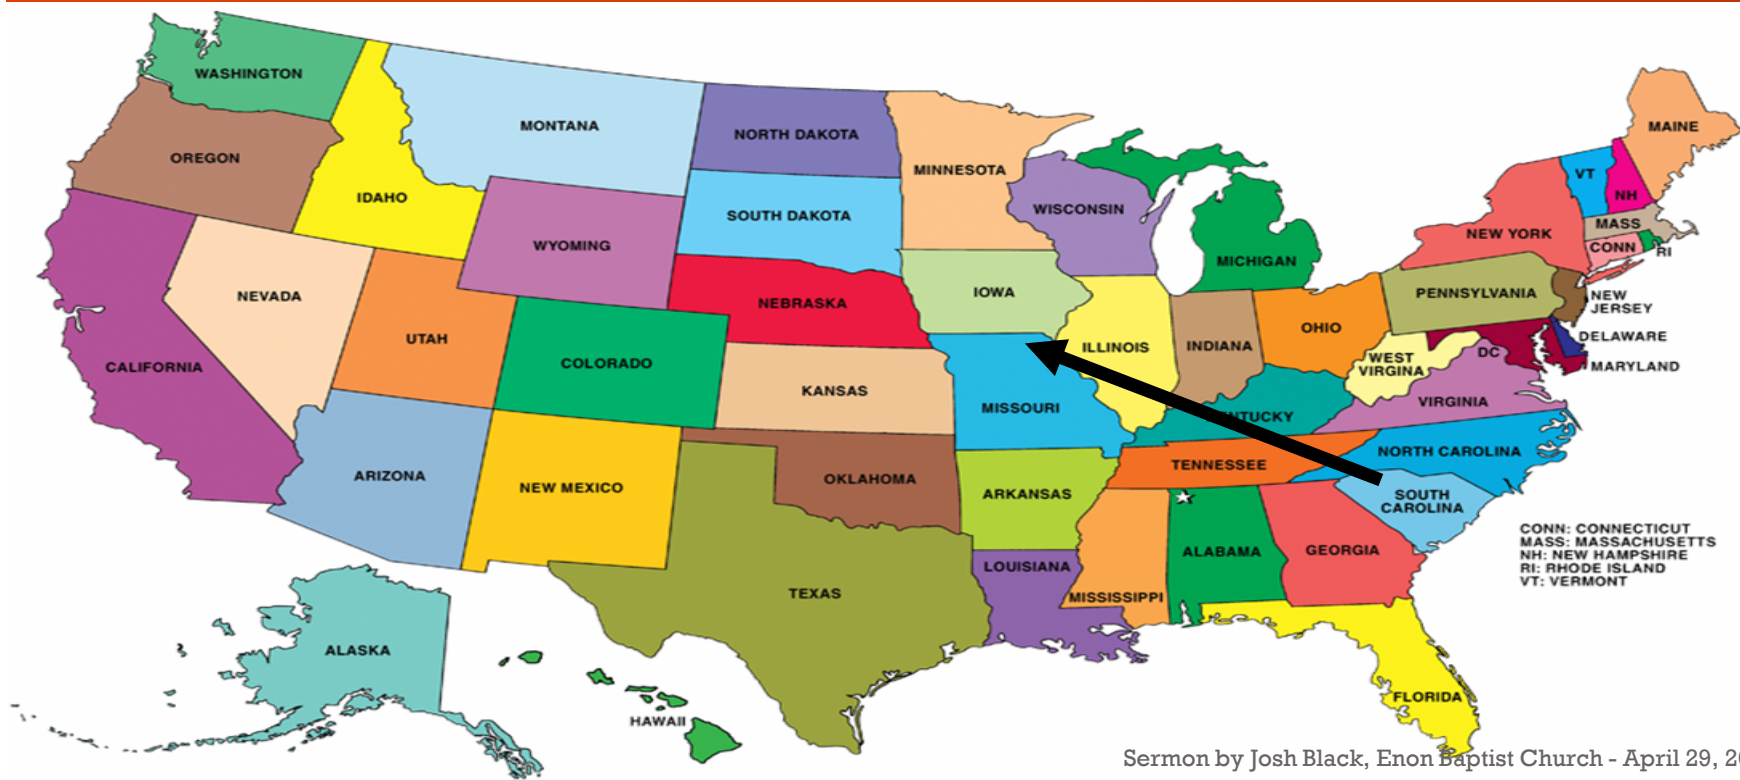 WASHINGTON
OREGON
IDAHO
MONTANA
NORTH DAKOTA
MINNESOTA
SOUTH DAKOTA
WYOMING
WISCONSIN
MICHIGAN
MAINE
VT
NH
NEW YORK
MASS
CONN
RI
NEVADA
UTAH
CALIFORNIA
COLORADO
NEBRASKA
IOWA
KANSAS
MISSOURI
ILLINOIS
INDIANA
OHIO
PENNSYLVANIA
NEW
JERSEY
DELAWARE
MARYLAND
DC
WEST
VIRGINA
VIRGINIA
NTUCKY
NORTH CAROLINA
TENNESSEE
SOUTH
CAROLINA
ARIZONA
NEW MEXICO
OKLAHOMA
ARKANSAS
TEXAS
LOUISIANA
MISSISSIPPI
ALABAMA
GEORGIA
FLORIDA
ALASKA
HAWAII
CONN: CONNECTICUT
MASS: MASSACHUSETTS
NH: NEW HAMPSHIRE
RI: RHODE ISLAND
VT: VERMONT
Sermon by Josh Black, Enon Baptist Church - April 29,